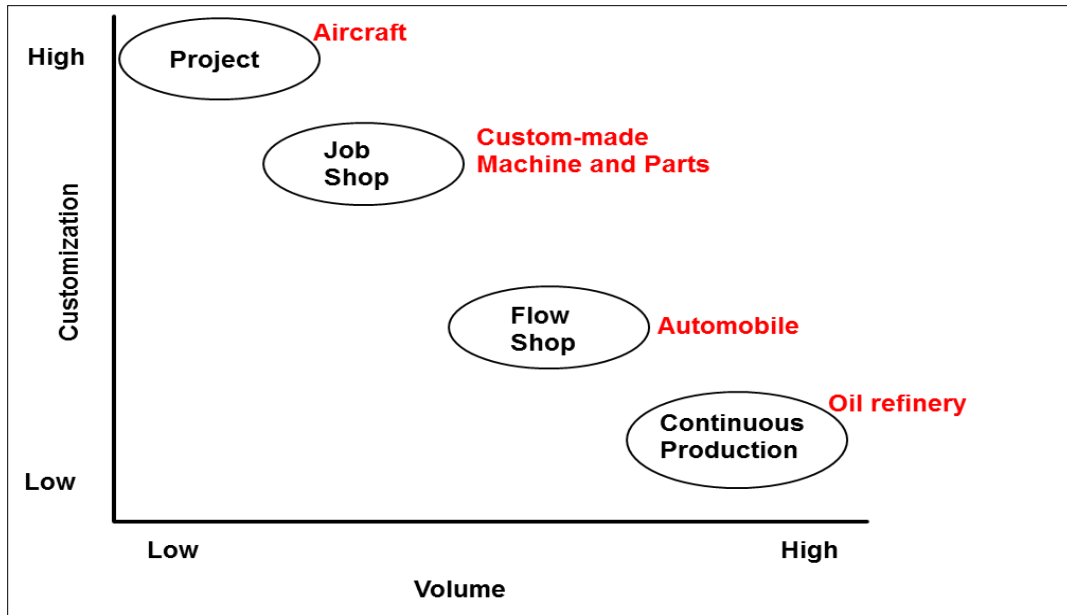 Aircraft
High
Project
Custom-made
Machine and Parts
Job
Shop
Customization
Flow
Shop
Automobile
Oil refinery
Continuous
Production
Low
Low
High
Volume